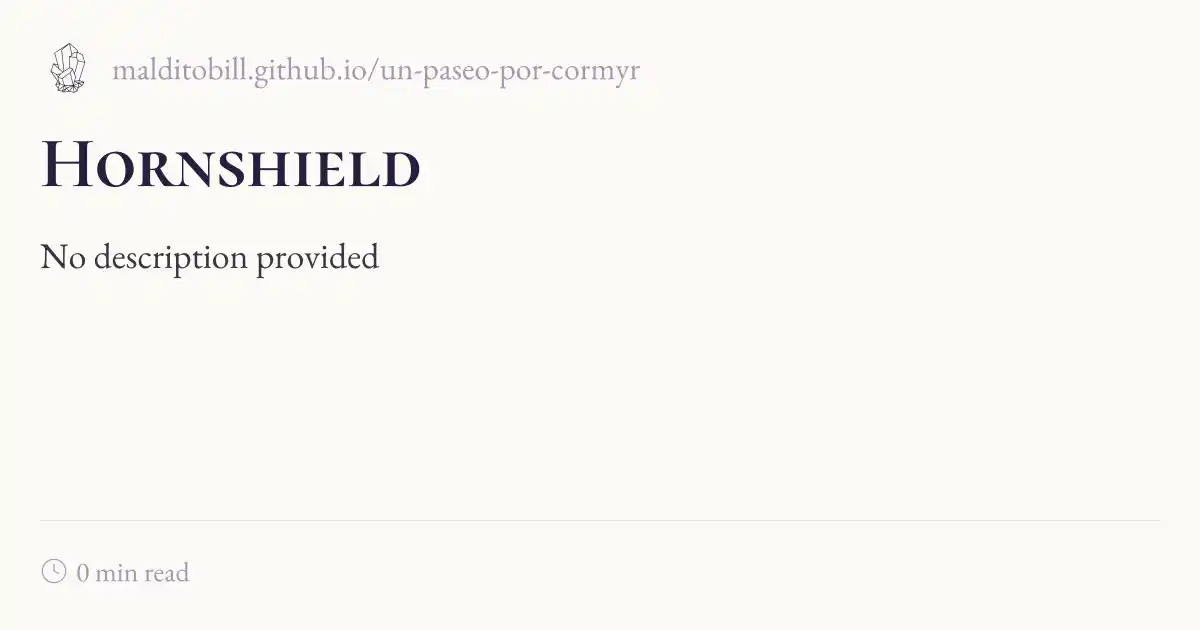 malditobill.github.io/un-paseo-por-cormyr
Hornshield
No description provided
0 min read